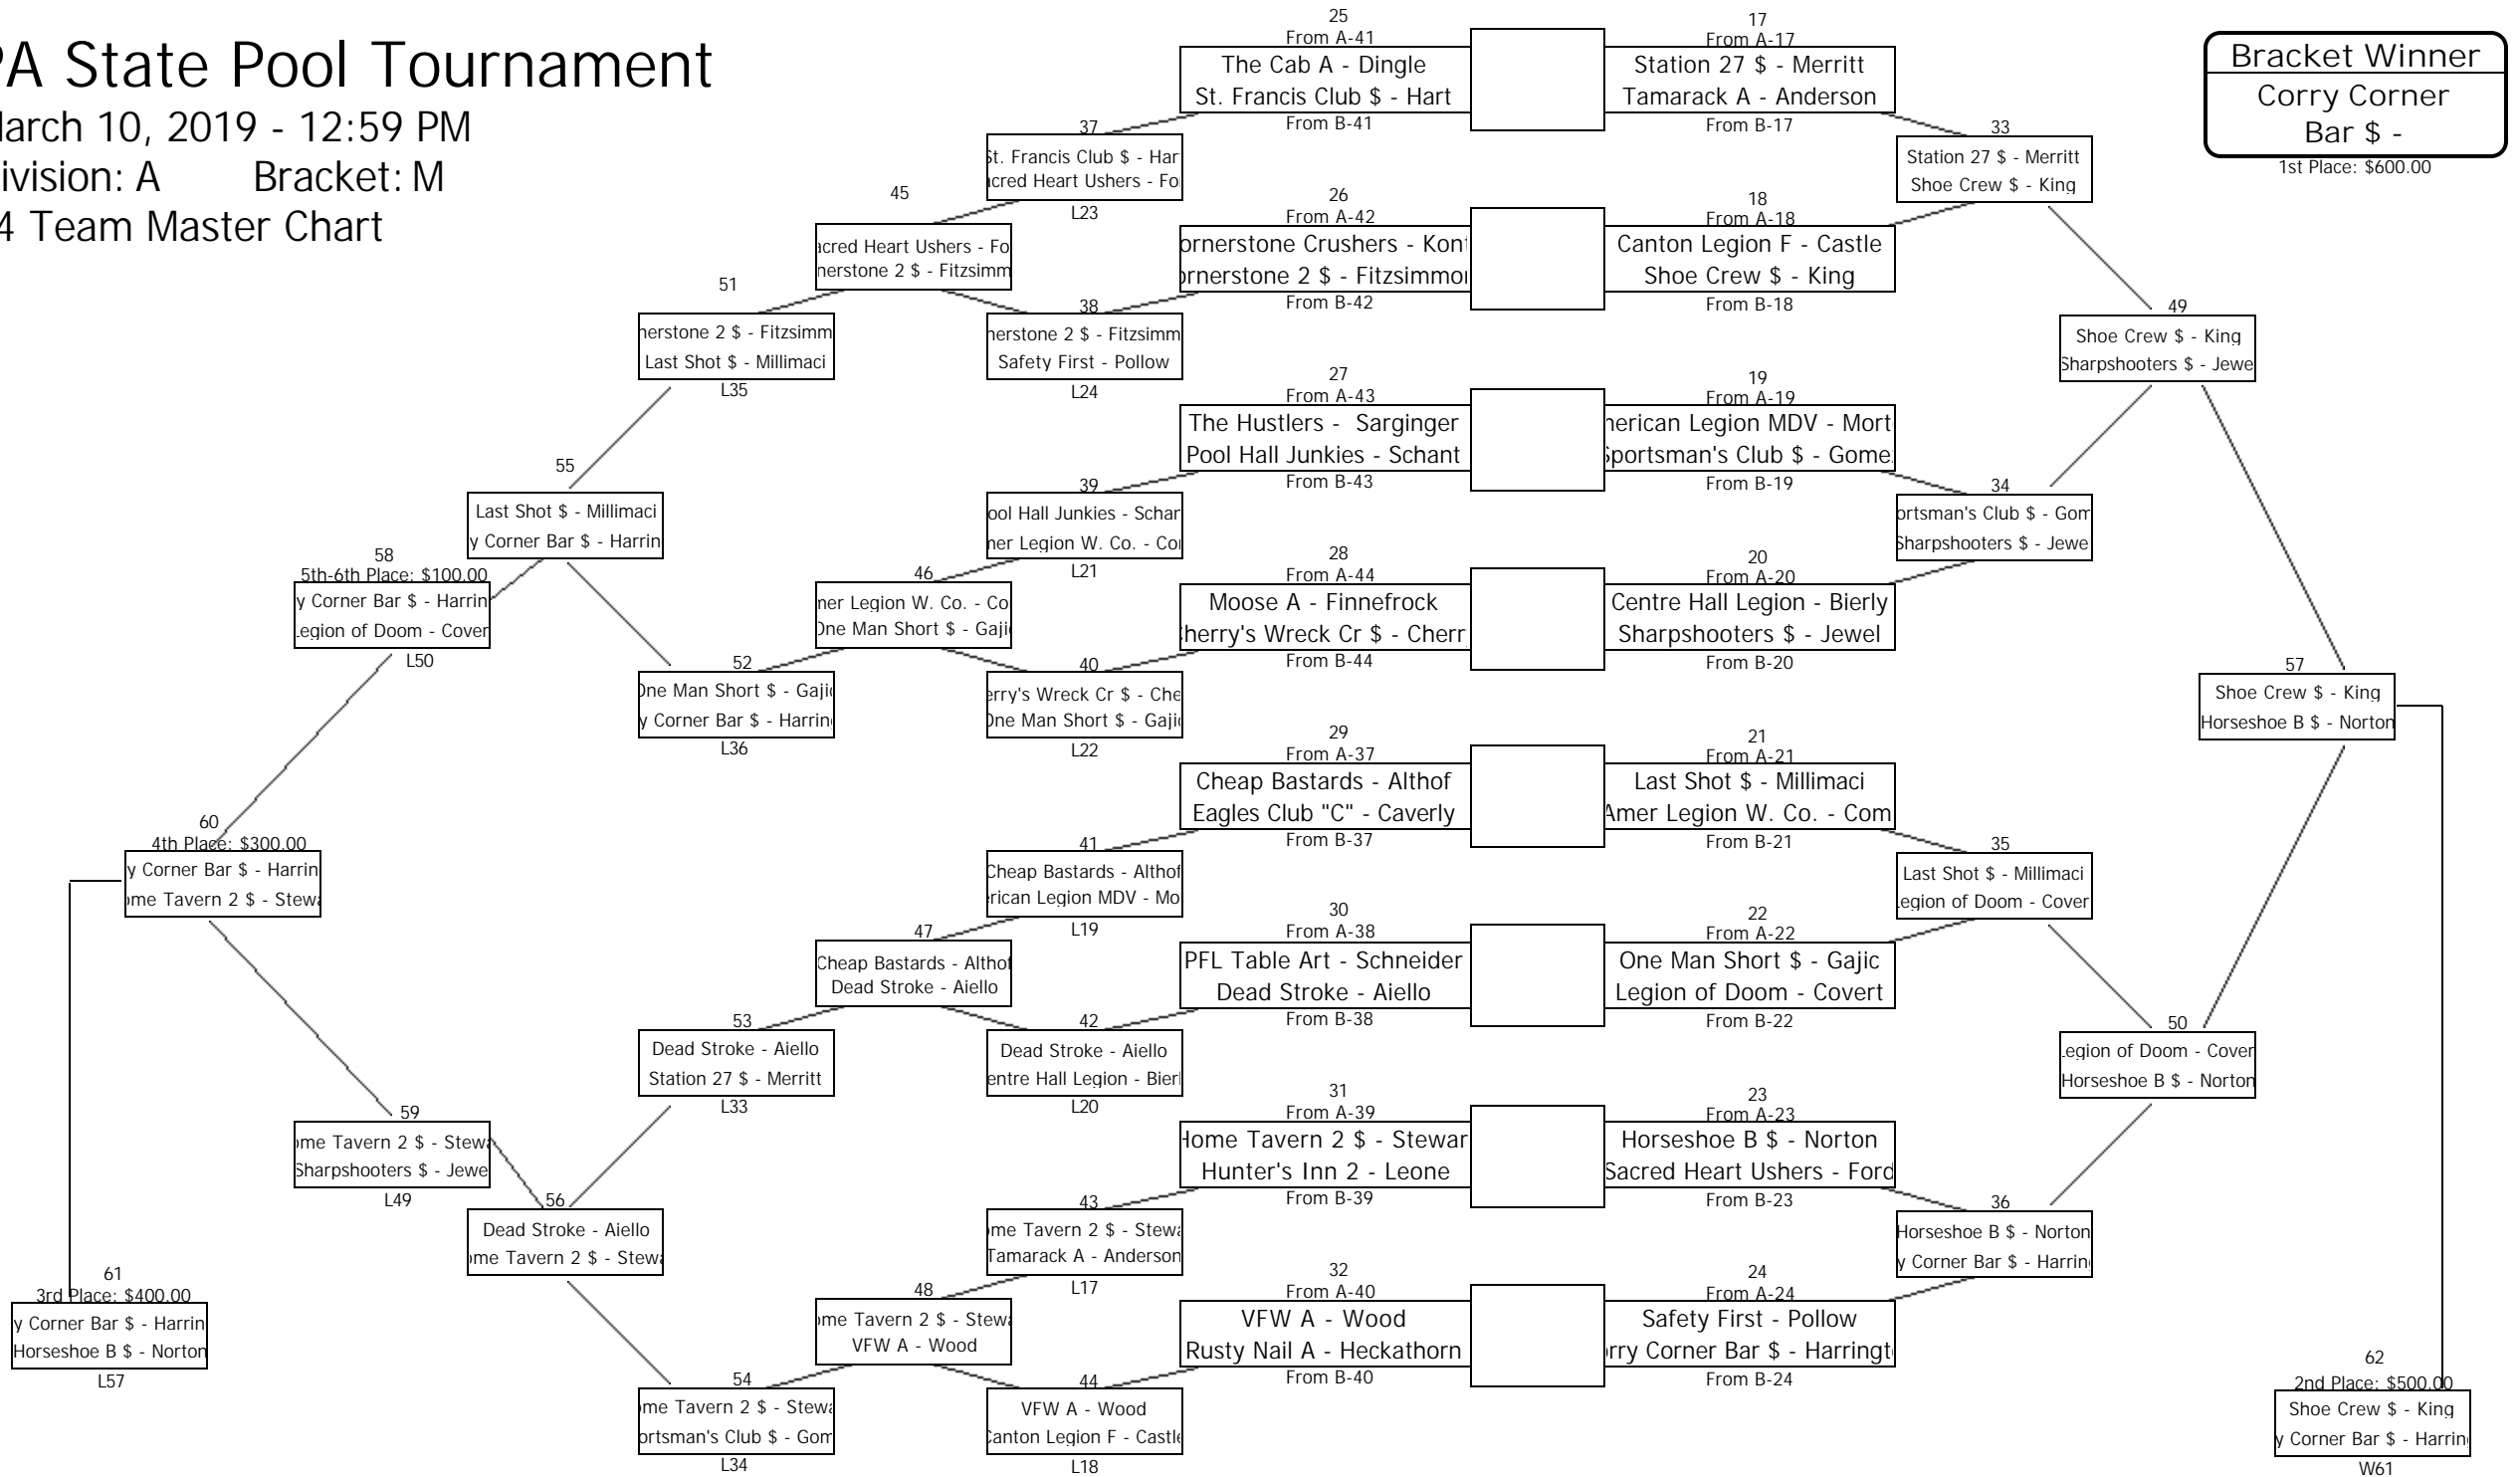 PA State Pool Tournament
arch 10, 2019 - 12:59 PM
ivision: A Bracket: M
4 Team Master Chart
Bracket Winner
Corry Corner
Bar $ -
1st Place: $600.00
25
From A-41
The Cab A - Dingle
St. Francis Club $ - Hart
From B-41
26
From A-42
ornerstone Crushers - Kont
ornerstone 2 $ - Fitzsimmo
From B-42
27
From A-43
The Hustlers - Sarginger
Pool Hall Junkies - Schant
From B-43
28
From A-44
Moose A - Finnefrock
herry's Wreck Cr $ - Cherr
From B-44
29
From A-37
Cheap Bastards - Althof
Eagles Club "C" - Caverly
From B-37
30
From A-38
PFL Table Art - Schneider
Dead Stroke - Aiello
From B-38
31
From A-39
Home Tavern 2 $ - Stewar
Hunter's Inn 2 - Leone
From B-39
32
From A-40
VFW A - Wood
Rusty Nail A - Heckathorn
From B-40
17
From A-17
Station 27 $ - Merritt
Tamarack A - Anderson
From B-17
18
From A-18
Canton Legion F - Castle
Shoe Crew $ - King
From B-18
19
From A-19
nerican Legion MDV - Mort
Sportsman's Club $ - Gome
From B-19
20
From A-20
Centre Hall Legion - Bierly
Sharpshooters $ - Jewel
From B-20
21
From A-21
Last Shot $ - Millimaci
Amer Legion W. Co. - Com
From B-21
22
From A-22
One Man Short $ - Gajic
Legion of Doom - Covert
From B-22
23
From A-23
Horseshoe B $ - Norton
Sacred Heart Ushers - Ford
From B-23
24
From A-24
Safety First - Pollow
rry Corner Bar $ - Harringt
From B-24
37
St. Francis Club $ - Har
acred Heart Ushers - Fo
L23
38
nerstone 2 $ - Fitzsimm
Safety First - Pollow
L24
39
ool Hall Junkies - Schar
ner Legion W. Co. - Co
L21
40
erry's Wreck Cr $ - Che
One Man Short $ - Gaji
L22
41
Cheap Bastards - Althof
rican Legion MDV - Mo
L19
42
Dead Stroke - Aiello
entre Hall Legion - Bierl
L20
43
ome Tavern 2 $ - Stewa
Tamarack A - Anderson
L17
44
VFW A - Wood
Canton Legion F - Castle
L18
45
acred Heart Ushers - Fo
nerstone 2 $ - Fitzsimm
46
ner Legion W. Co. - Co
One Man Short $ - Gaji
47
Cheap Bastards - Althof
Dead Stroke - Aiello
48
ome Tavern 2 $ - Stewa
VFW A - Wood
51
nerstone 2 $ - Fitzsimm
Last Shot $ - Millimaci
L35
52
One Man Short $ - Gaji
y Corner Bar $ - Harrin
L36
53
Dead Stroke - Aiello
Station 27 $ - Merritt
L33
54
ome Tavern 2 $ - Stewa
ortsman's Club $ - Gom
L34
55
Last Shot $ - Millimaci
y Corner Bar $ - Harrin
56
Dead Stroke - Aiello
ome Tavern 2 $ - Stewa
58
5th-6th Place: $100.00
y Corner Bar $ - Harrin
Legion of Doom - Cover
L50
59
ome Tavern 2 $ - Stewa
Sharpshooters $ - Jewe
L49
60
4th Place: $300.00
y Corner Bar $ - Harrin
ome Tavern 2 $ - Stewa
61
3rd Place: $400.00
y Corner Bar $ - Harrin
Horseshoe B $ - Norton
L57
33
Station 27 $ - Merritt
Shoe Crew $ - King
34
ortsman's Club $ - Gom
Sharpshooters $ - Jewe
35
Last Shot $ - Millimaci
Legion of Doom - Cover
36
Horseshoe B $ - Norton
y Corner Bar $ - Harrin
49
Shoe Crew $ - King
Sharpshooters $ - Jewe
50
Legion of Doom - Cover
Horseshoe B $ - Norton
57
Shoe Crew $ - King
Horseshoe B $ - Norton
62
2nd Place: $500.00
Shoe Crew $ - King
y Corner Bar $ - Harrin
W61